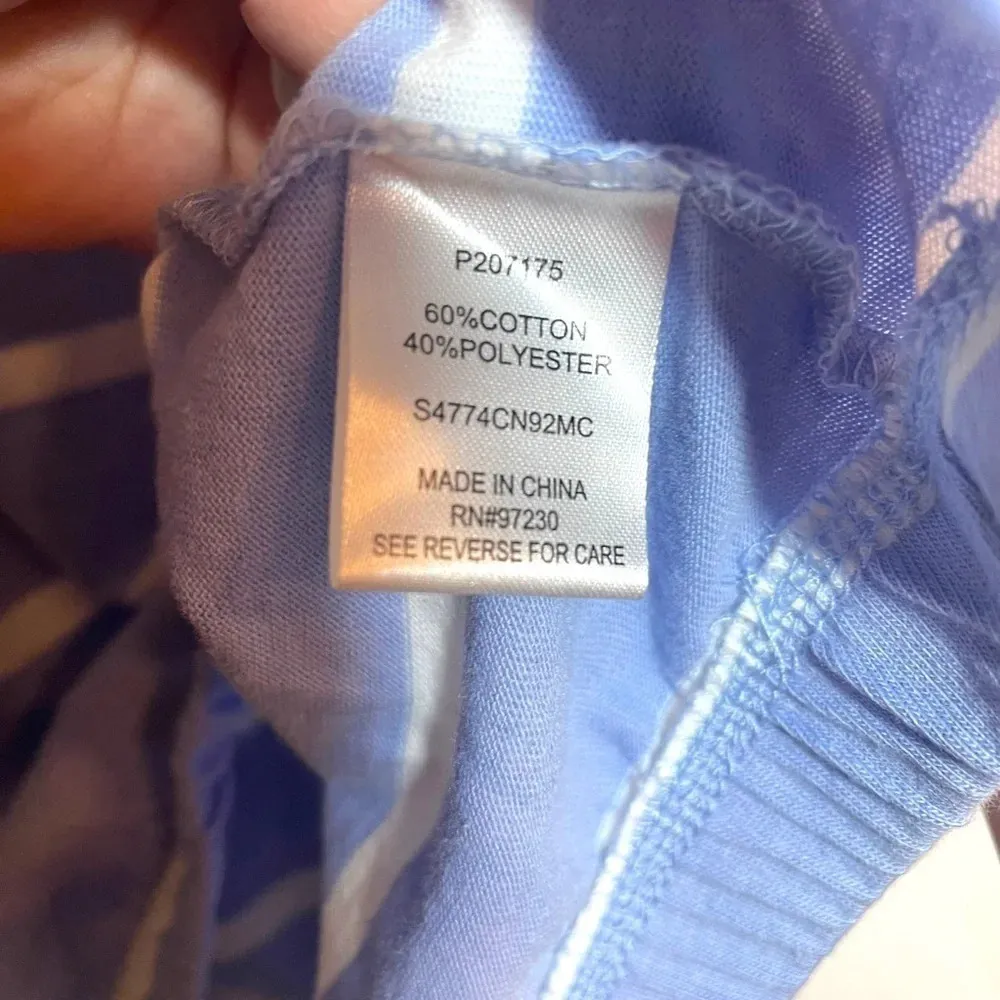 P207175
60%COTTON
40%POLYESTER
S4774CN92MC
MADE IN CHINA
RN#97230
SEE REVERSE FOR CARE